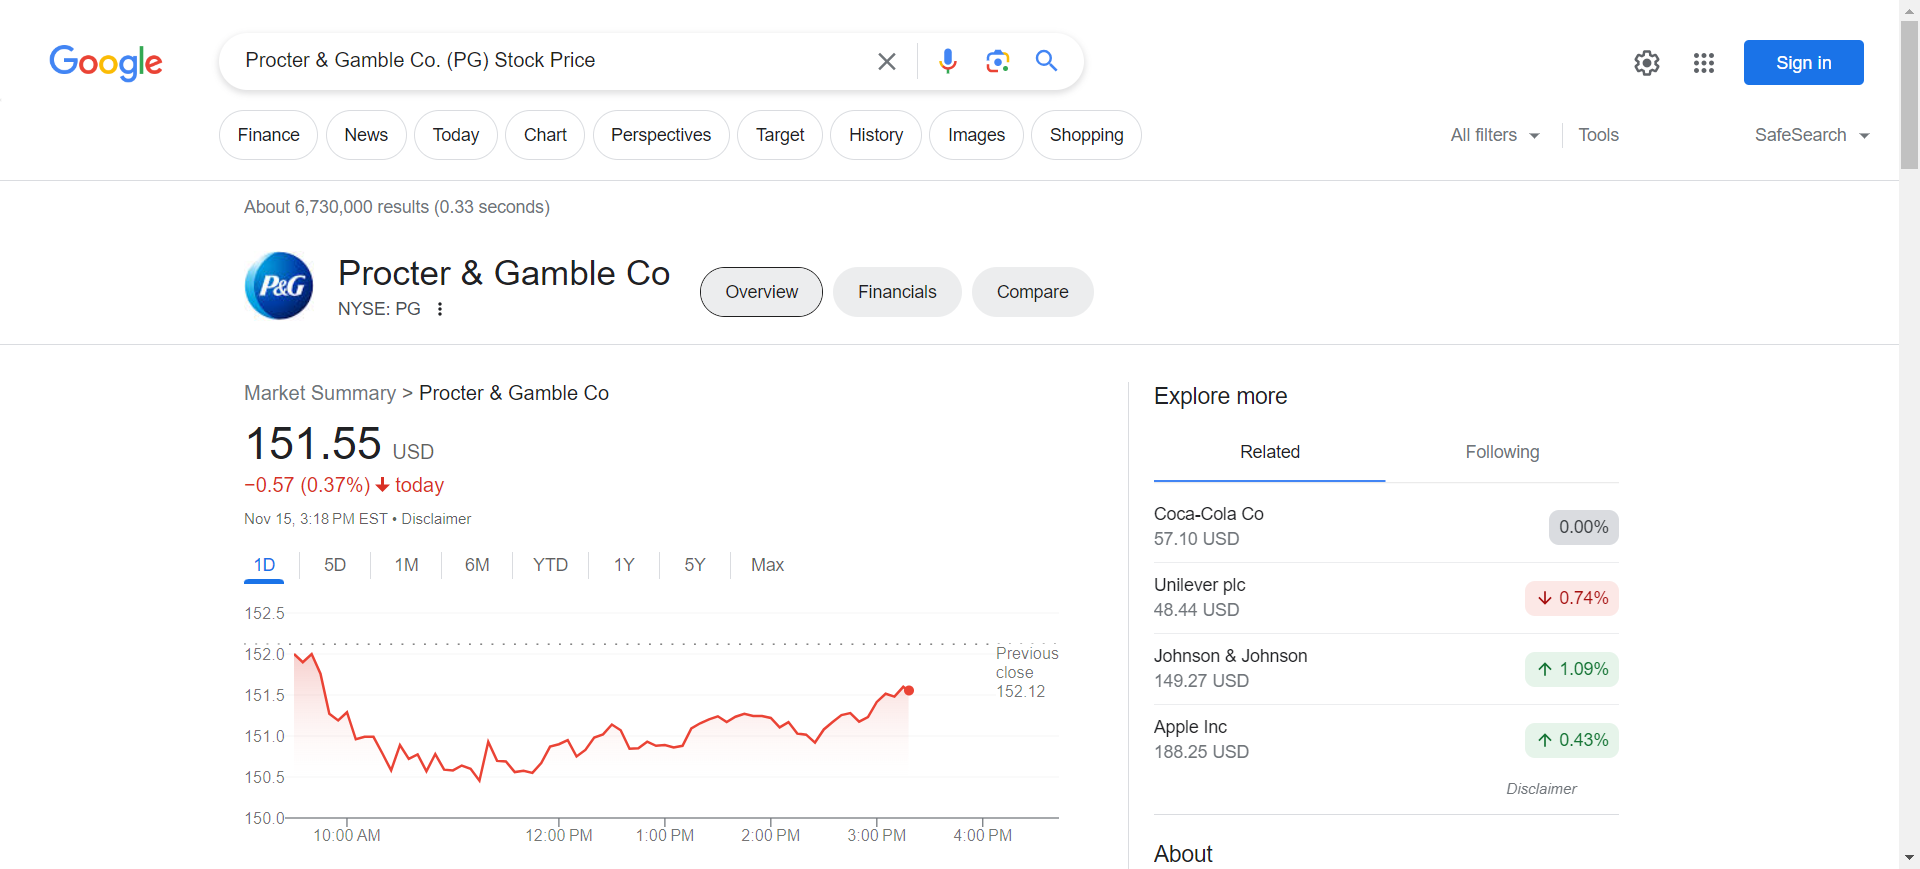 Google
Procter & Gamble Co. (PG) Stock Price
Sign in
Finance
News
Today
Chart
Perspectives
Target
History
Images
Shopping
All filters
Tools
SafeSearch
About 6,730,000 results (0.33 seconds)
P&G
Procter & Gamble Co
NYSE: PG
Overview
Financials
Compare
Market Summary > Procter & Gamble Co
151.55 USD
−0.57 (0.37%) today
Nov 15, 3:18 PM EST • Disclaimer
1D
5D
1M
6M
YTD
1Y
5Y
Max
152.5
152.0
151.5
151.0
150.5
150.0
Previous
close
152.12
10:00 AM
12:00 PM
1:00 PM
2:00 PM
3:00 PM
4:00 PM
Explore more
Related
Following
Coca-Cola Co
57.10 USD
0.00%
Unilever plc
48.44 USD
0.74%
Johnson & Johnson
149.27 USD
1.09%
Apple Inc
188.25 USD
0.43%
Disclaimer
About